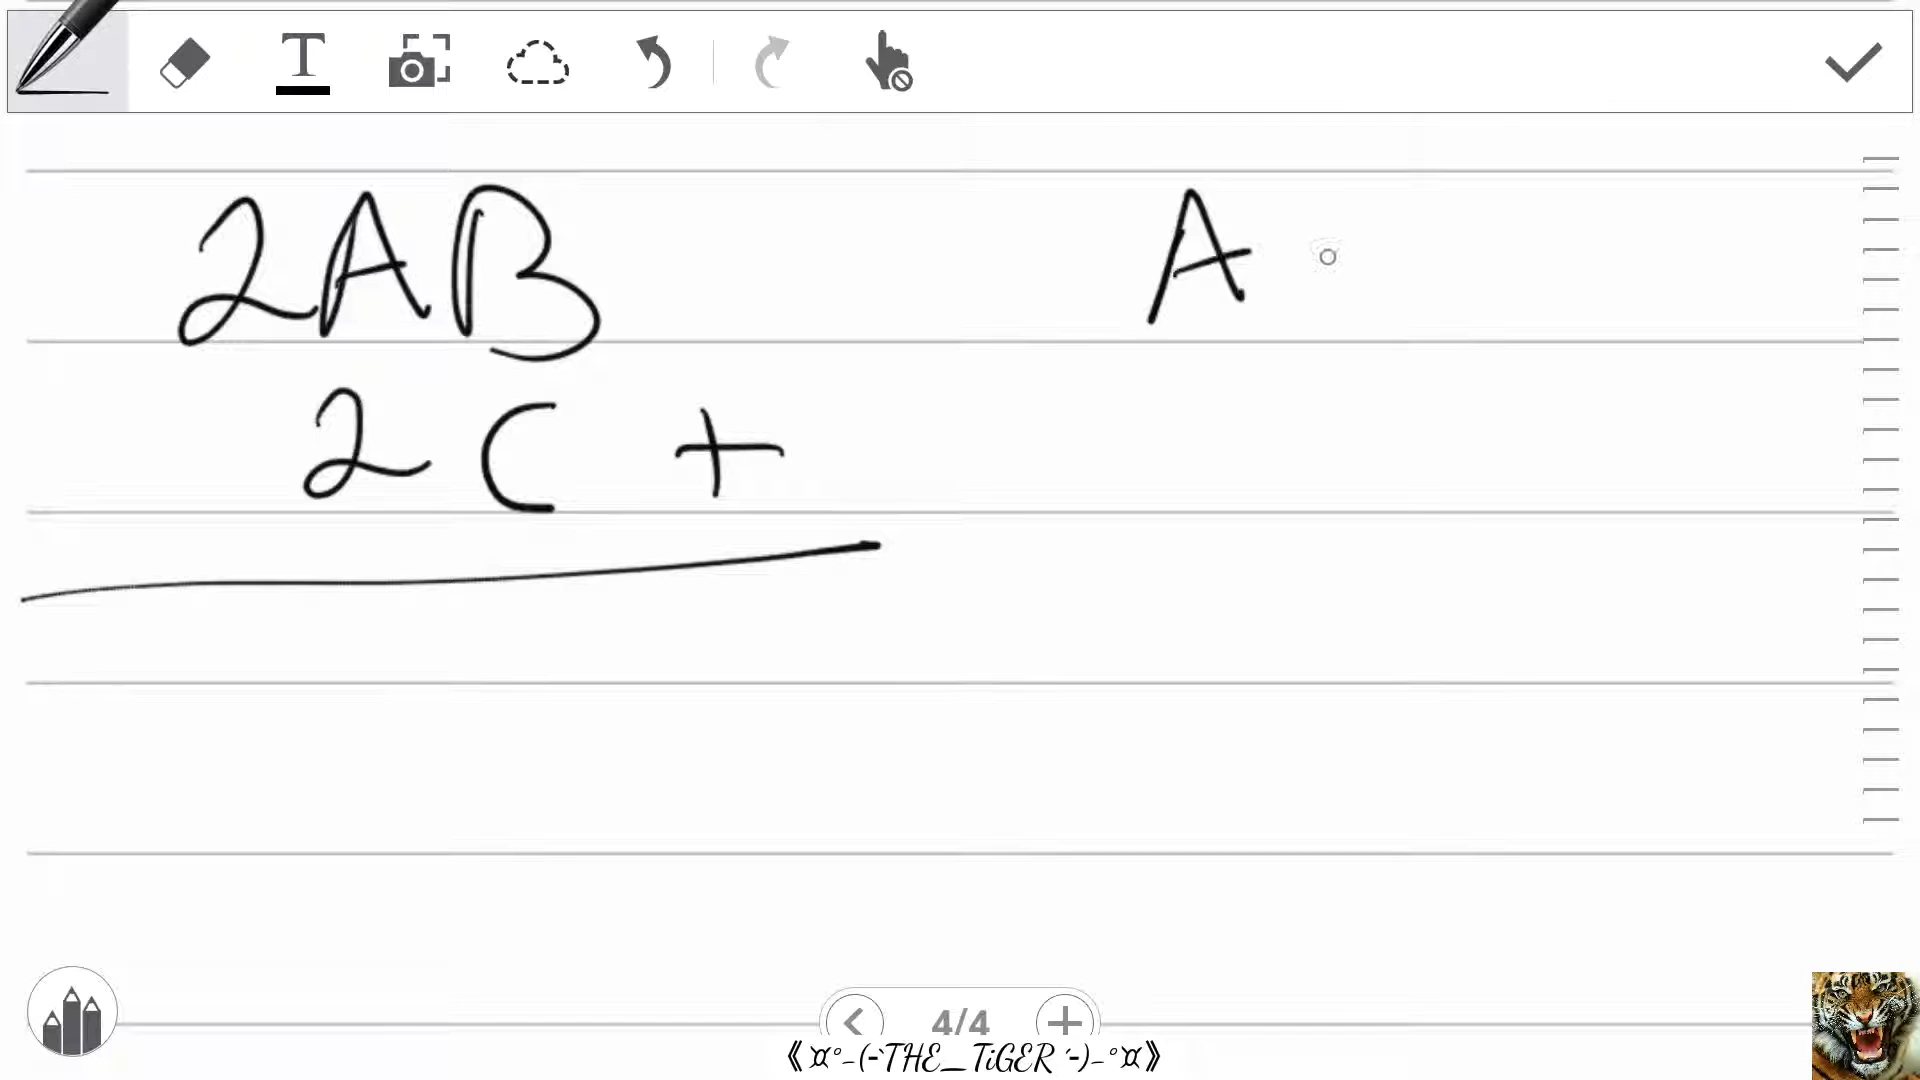 T
2AB A
2C +
4/4
《¤°-(-`THE_TiGER´-)-°¤》